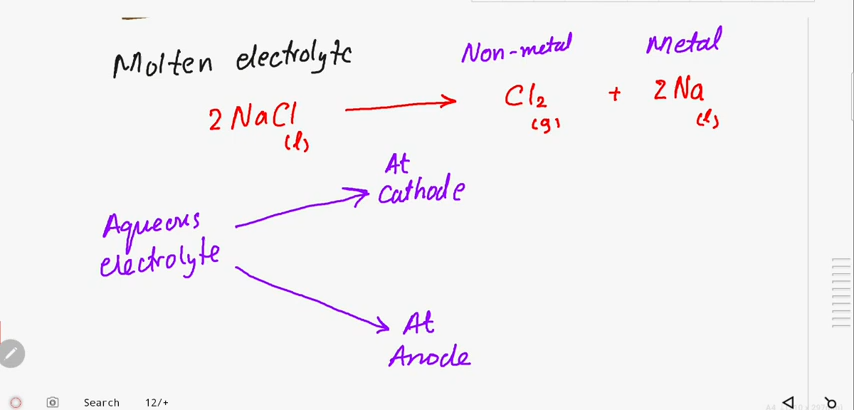 Molten electrolyte
Non-metal Metal
2 NaCl (l) → Cl2 (g) + 2 Na (l)
At
Cathode
Aqueous
electrolyte
At
Anode
Search 12/+